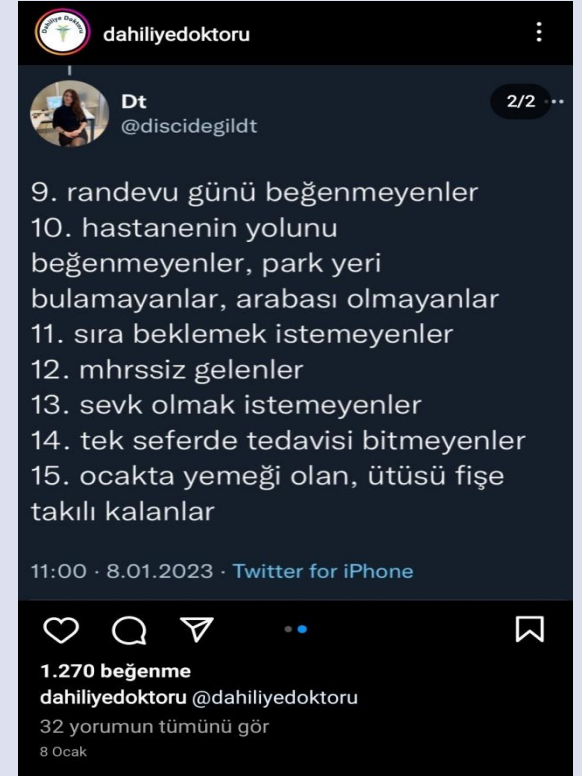 Dahiliye Doktoru
dahiliyedoktoru
Dt
@discidegildt
2/2
9. randevu günü beğenmeyenler
10. hastanenin yolunu
beğenmeyenler, park yeri
bulamayanlar, arabası olmayanlar
11. sıra beklemek istemeyenler
12. mhrssiz gelenler
13. sevk olmak istemeyenler
14. tek seferde tedavisi bitmeyenler
15. ocakta yemeği olan, ütüsü fişe
takılı kalanlar
11:00 · 8.01.2023 · Twitter for iPhone
1.270 beğenme
dahiliyedoktoru @dahiliyedoktoru
32 yorumun tümünü gör
8 Ocak